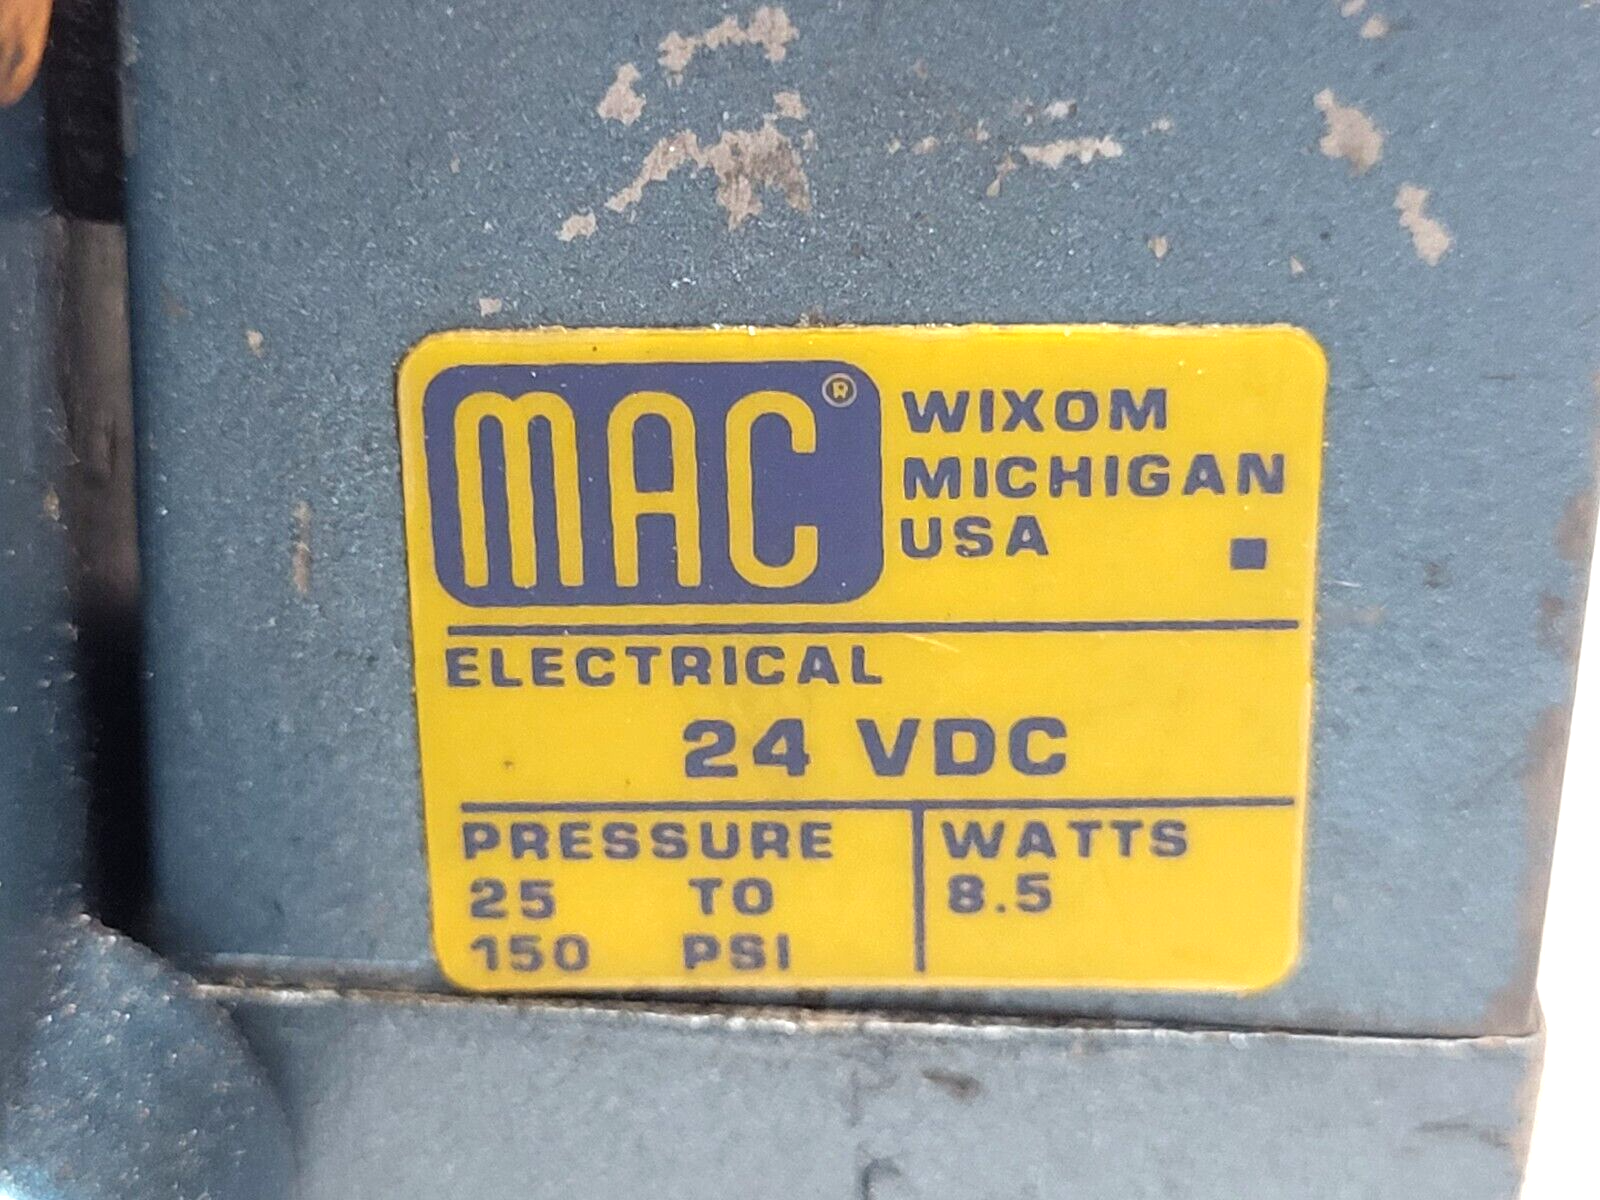 MAC®
WIXOM
MICHIGAN
USA
ELECTRICAL
24 VDC
PRESSURE
25 TO
150 PSI
WATTS
8.5